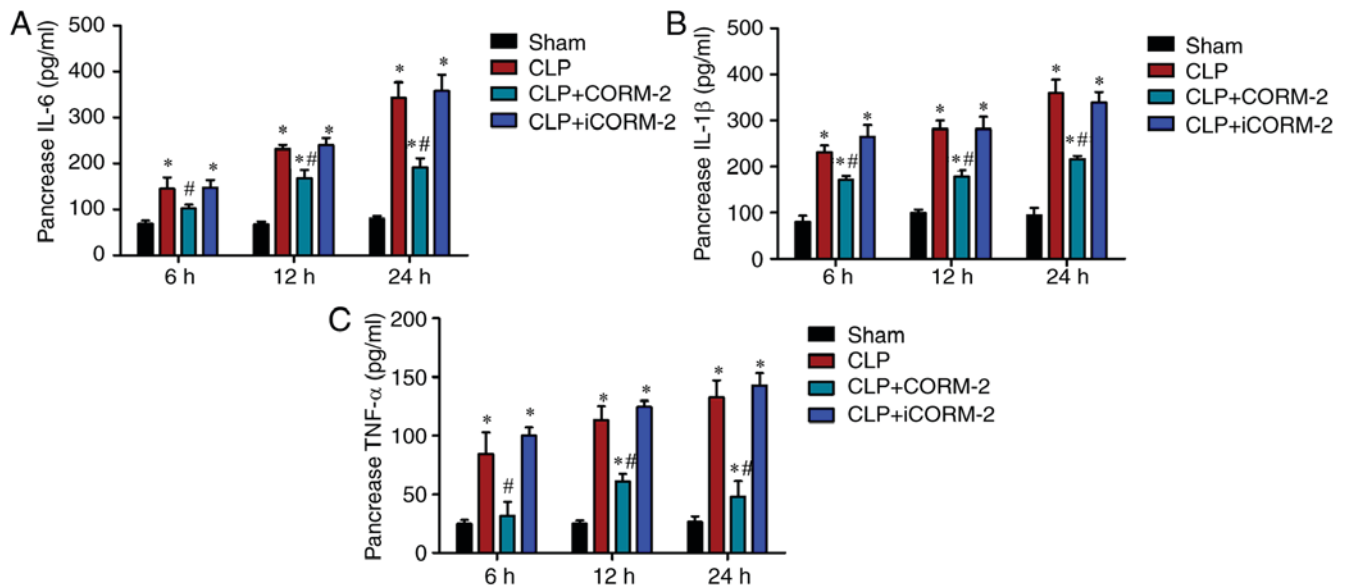 A
Pancrease IL-6 (pg/ml)
500
400
300
200
100
0
*
*
#
*
*
*#
*
*
*#
*
6 h
12 h
24 h
Sham
CLP
CLP+CORM-2
CLP+iCORM-2
B
Pancrease IL-1β (pg/ml)
500
400
300
200
100
0
*
*#
*
*
*#
*
*
*#
*
6 h
12 h
24 h
Sham
CLP
CLP+CORM-2
CLP+iCORM-2
C
Pancrease TNF-α (pg/ml)
200
150
100
50
0
*
#
*
*
*#
*
*
*#
*
6 h
12 h
24 h
Sham
CLP
CLP+CORM-2
CLP+iCORM-2